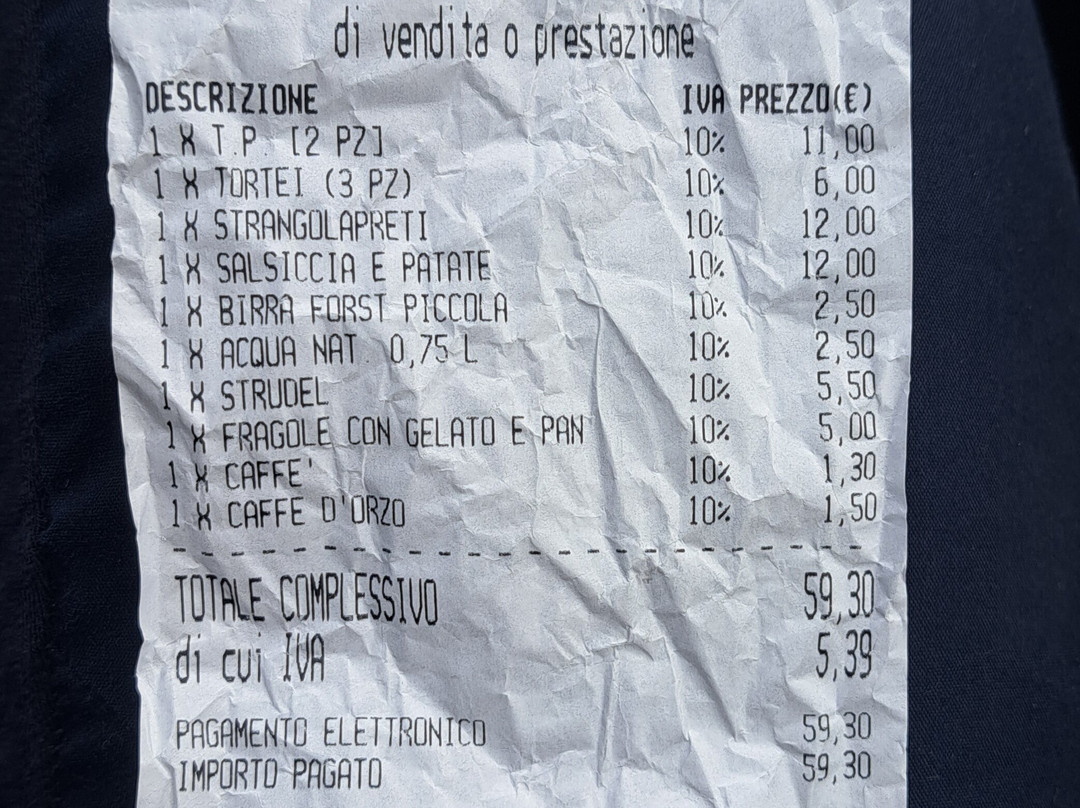 di vendita o prestazione
DESCRIZIONE IVA PREZZO(€)
1 X T.P. [2 PZ] 10% 11,00
1 X TORTEI (3 PZ) 10% 6,00
1 X STRANGOLAPRETI 10% 12,00
1 X SALSICCIA E PATATE 10% 12,00
1 X BIRRA FORST PICCOLA 10% 2,50
1 X ACQUA NAT. 0,75 L 10% 2,50
1 X STRUDEL 10% 5,50
1 X FRAGOLE CON GELATO E PAN 10% 5,00
1 X CAFFE' 10% 1,30
1 X CAFFE D'ORZO 10% 1,50
TOTALE COMPLESSIVO 59,30
di cui IVA 5,39
PAGAMENTO ELETTRONICO 59,30
IMPORTO PAGATO 59,30